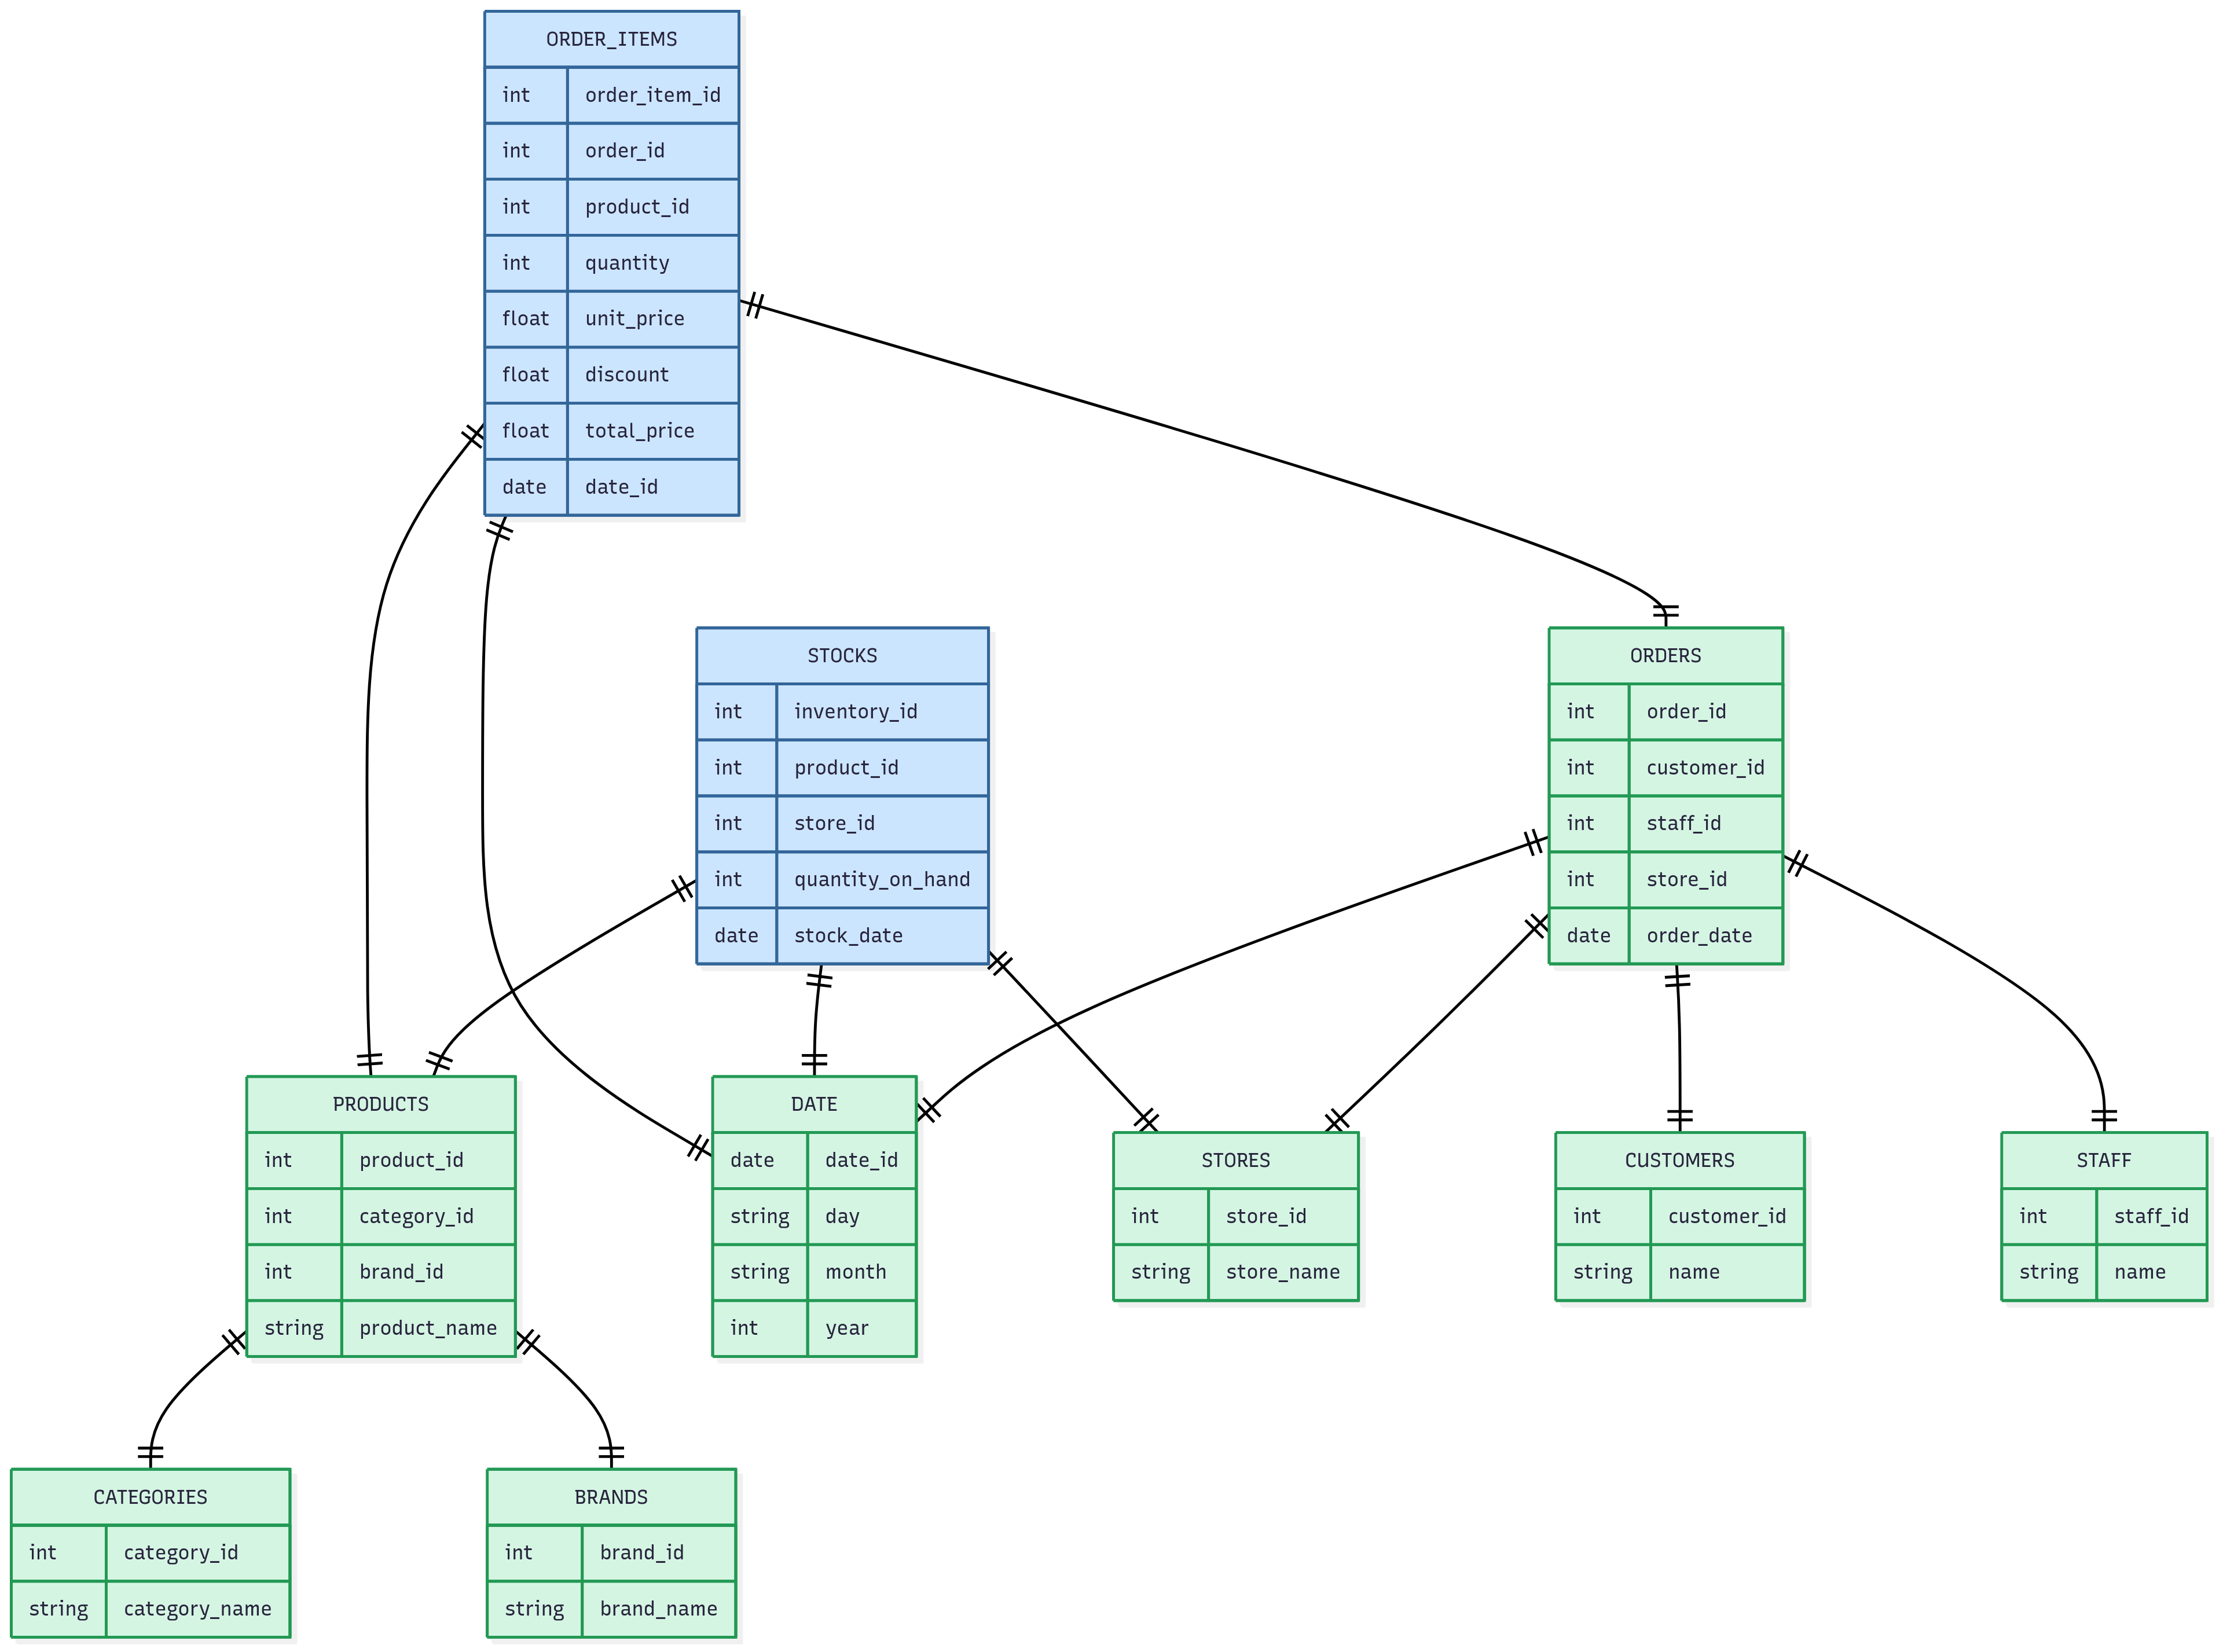 ORDER_ITEMS
int order_item_id
int order_id
int product_id
int quantity
float unit_price
float discount
float total_price
date date_id
STOCKS
int inventory_id
int product_id
int store_id
int quantity_on_hand
date stock_date
ORDERS
int order_id
int customer_id
int staff_id
int store_id
date order_date
PRODUCTS
int product_id
int category_id
int brand_id
string product_name
DATE
date date_id
string day
string month
int year
STORES
int store_id
string store_name
CUSTOMERS
int customer_id
string name
STAFF
int staff_id
string name
CATEGORIES
int category_id
string category_name
BRANDS
int brand_id
string brand_name